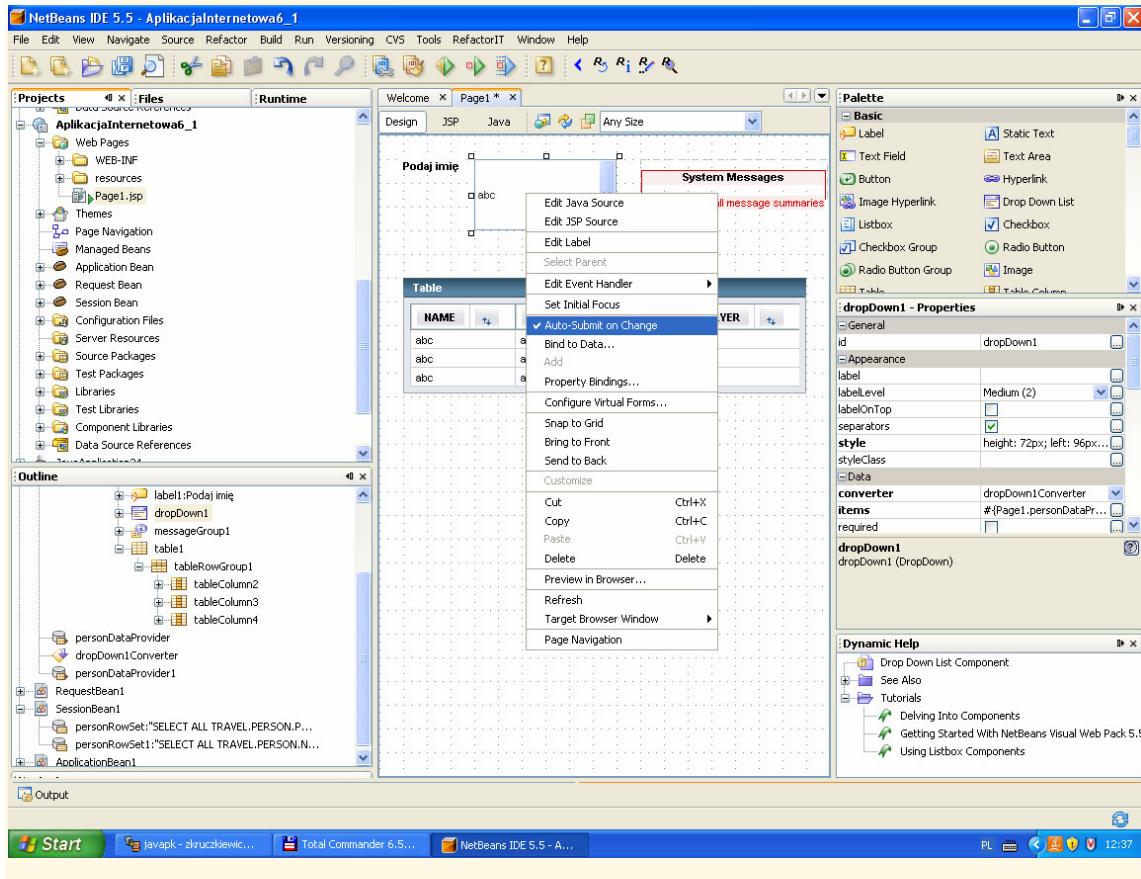 NetBeans IDE 5.5 - AplikacjaInternetowa6_1
File Edit View Navigate Source Refactor Build Run Versioning CVS Tools RefactorIT Window Help
Projects Files Runtime
Data Source References
AplikacjaInternetowa6_1
Web Pages
WEB-INF
resources
Page1.jsp
Themes
Page Navigation
Managed Beans
Application Bean
Request Bean
Session Bean
Configuration Files
Server Resources
Source Packages
Test Packages
Libraries
Test Libraries
Component Libraries
Data Source References
Outline
label1:Podaj imię
dropDown1
messageGroup1
table1
tableRowGroup1
tableColumn2
tableColumn3
tableColumn4
personDataProvider
dropDown1Converter
personDataProvider1
RequestBean1
SessionBean1
personRowSet:"SELECT ALL TRAVEL.PERSON.P...
personRowSet1:"SELECT ALL TRAVEL.PERSON.N...
ApplicationBean1
Welcome Page1 *
Design JSP Java Any Size
Podaj imię
abc
System Messages
ll message summaries
Table
NAME YER
abc a
abc a
abc a
Edit Java Source
Edit JSP Source
Edit Label
Select Parent
Edit Event Handler
Set Initial Focus
Auto-Submit on Change
Bind to Data...
Add
Property Bindings...
Configure Virtual Forms...
Snap to Grid
Bring to Front
Send to Back
Customize
Cut Ctrl+X
Copy Ctrl+C
Paste Ctrl+V
Delete Delete
Preview in Browser...
Refresh
Target Browser Window
Page Navigation
Palette
Basic
Label Static Text
Text Field Text Area
Button Hyperlink
Image Hyperlink Drop Down List
Listbox Checkbox
Checkbox Group Radio Button
Radio Button Group Image
Table Table Column
dropDown1 - Properties
General
id dropDown1
Appearance
label
labelLevel Medium (2)
labelOnTop
separators
style height: 72px; left: 96px...
styleClass
Data
converter dropDown1Converter
items #{Page1.personDataPr...
required
dropDown1
dropDown1 (DropDown)
Dynamic Help
Drop Down List Component
See Also
Tutorials
Delving Into Components
Getting Started With NetBeans Visual Web Pack 5.5
Using Listbox Components
Output
Start javapk - zkruczkiewic... Total Commander 6.5... NetBeans IDE 5.5 - A... PL 12:37